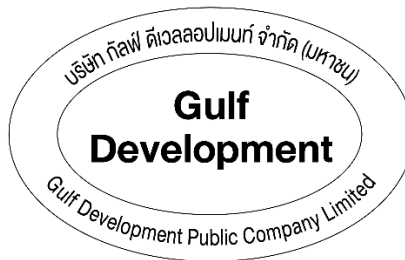 บริษัท กัลฟ์ ดีเวลลอปเมนท์ จำกัด (มหาชน)
Gulf
Development
Gulf Development Public Company Limited